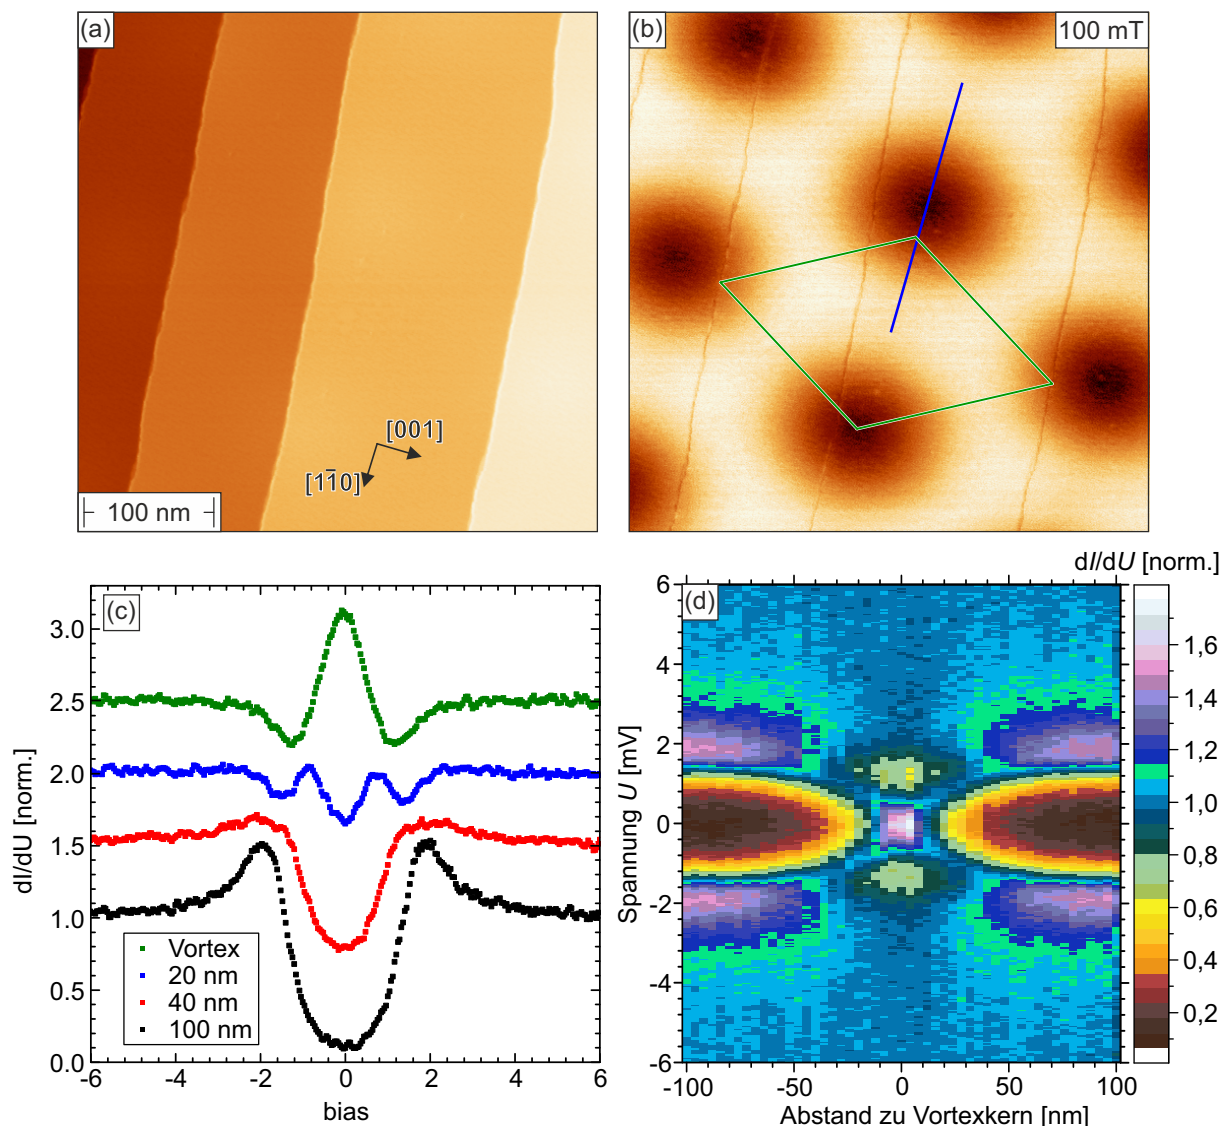 (a)
[001]
[11̄0]
100 nm
(b)
100 mT
(c)
dI/dU [norm.]
3.0
2.5
2.0
1.5
1.0
0.5
0.0
-6
-4
-2
0
2
4
6
bias
Vortex
20 nm
40 nm
100 nm
(d)
dI/dU [norm.]
Spannung U [mV]
6
4
2
0
-2
-4
-6
-100
-50
0
50
100
Abstand zu Vortexkern [nm]
1,6
1,4
1,2
1,0
0,8
0,6
0,4
0,2